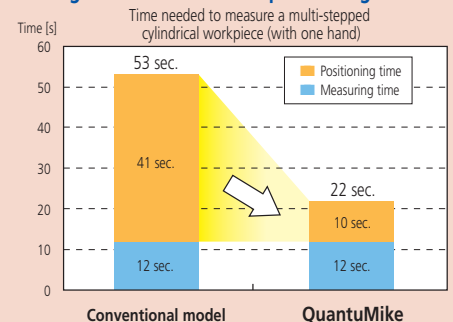 Time needed to measure a multi-stepped
cylindrical workpiece (with one hand)
Time [s]
60
50
40
30
20
10
0
53 sec.
41 sec.
12 sec.
22 sec.
10 sec.
12 sec.
Positioning time
Measuring time
Conventional model
QuantuMike